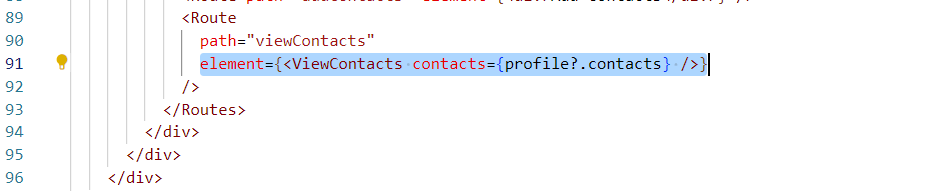 89 <Route
90 path="viewContacts"
91 element={<ViewContacts contacts={profile?.contacts} />}
92 />
93 </Routes>
94 </div>
95 </div>
96 </div>